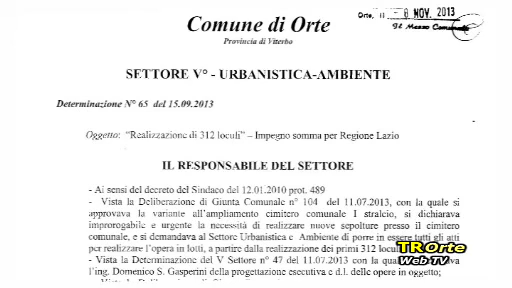 Comune di Orte
Provincia di Viterbo
Orte, li 8 NOV. 2013
Il Messo Comunale
SETTORE V° - URBANISTICA-AMBIENTE
Determinazione N° 65 del 15.09.2013
Oggetto: "Realizzazione di 312 loculi" – Impegno somma per Regione Lazio
IL RESPONSABILE DEL SETTORE
- Ai sensi del decreto del Sindaco del 12.01.2010 prot. 489
- Vista la Deliberazione di Giunta Comunale n° 104 del 11.07.2013, con la quale si
approvava la variante all'ampliamento cimitero comunale I stralcio, si dichiarava
improrogabile e urgente la necessità di realizzare nuove sepolture presso il cimitero
comunale, e si demandava al Settore Urbanistica e Ambiente di porre in essere tutti gli atti
per realizzare l'opera in lotti, a partire dalla realizzazione dei primi 312 loculi
- Vista la Determinazione del V Settore n° 47 del 11.07.2013 con la quale
l'ing. Domenico S. Gasperini della progettazione esecutiva e d.l. delle opere in oggetto;
TROrte
Web TV